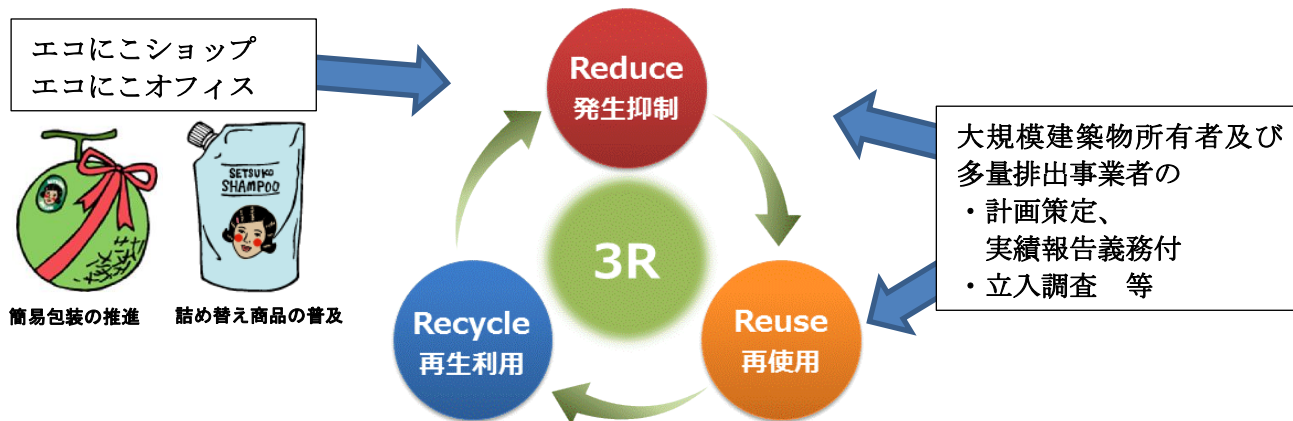 エコにこショップ
エコにこオフィス
SETSUKO
SHAMPOO
簡易包装の推進
詰め替え商品の普及
Reduce
発生抑制
3R
Recycle
再生利用
Reuse
再使用
大規模建築物所有者及び
多量排出事業者の
・計画策定、
実績報告義務付
・立入調査　等